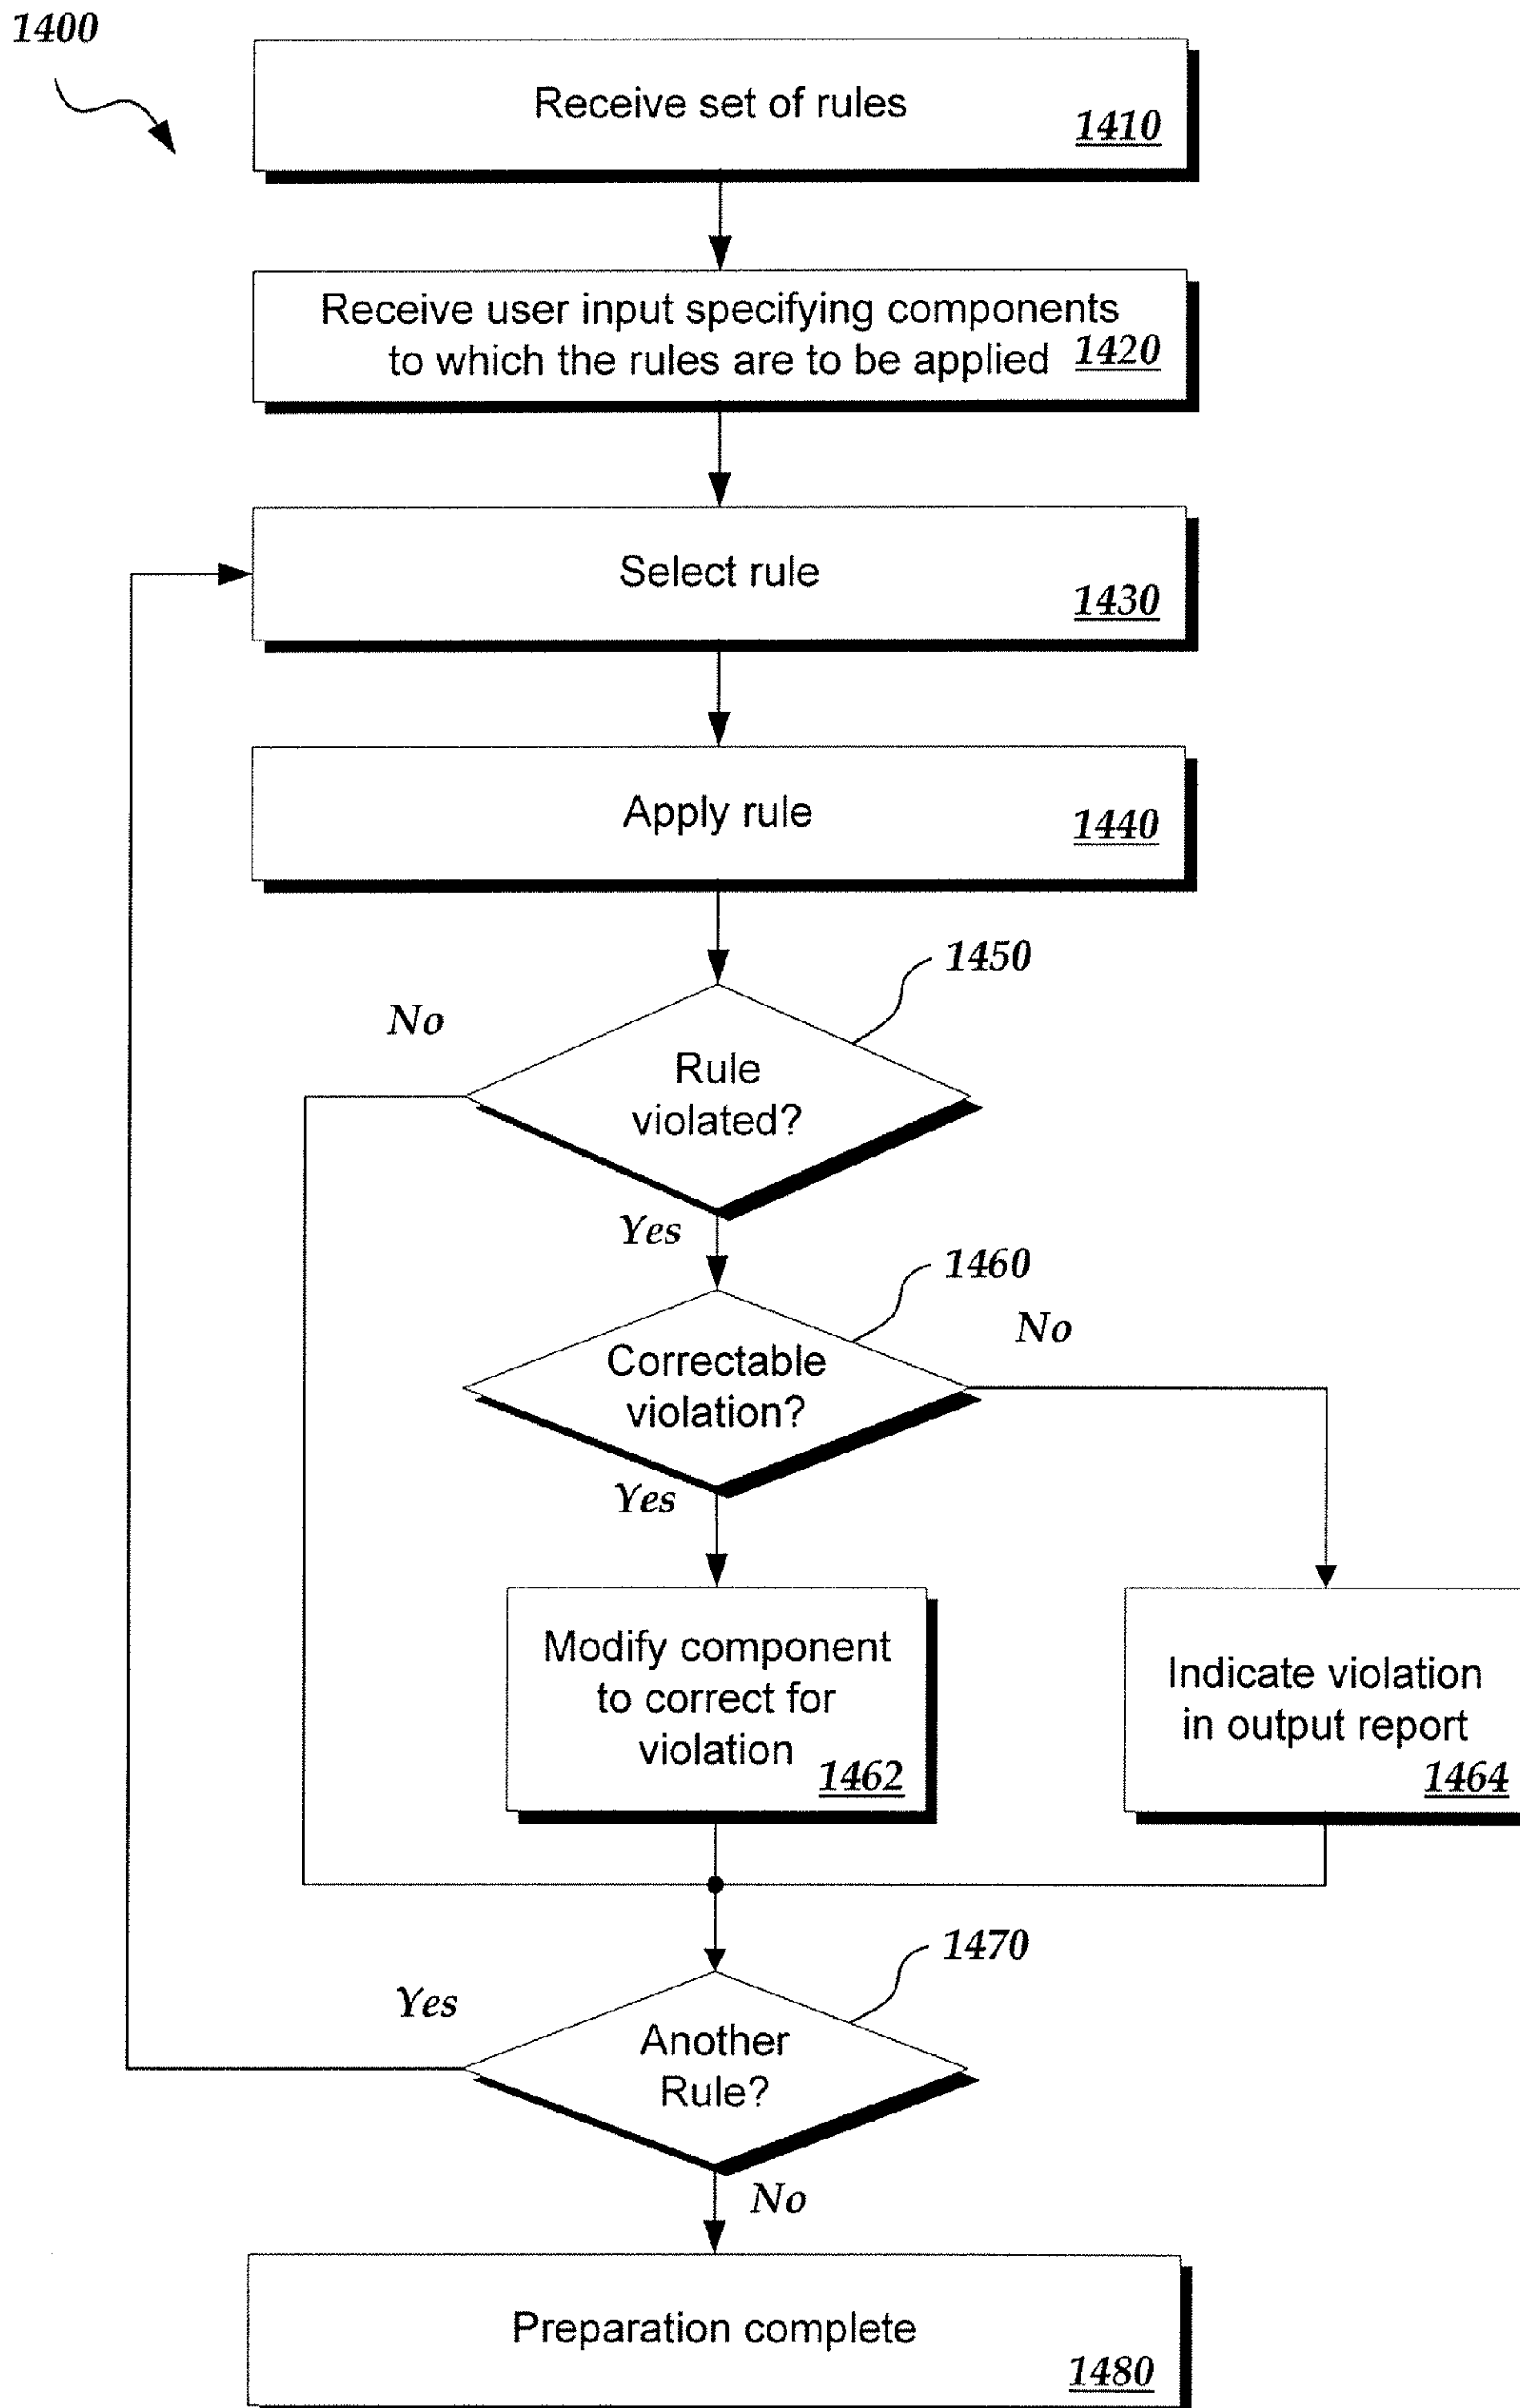 1400
Receive set of rules
1410
Receive user input specifying components
to which the rules are to be applied 1420
Select rule
1430
Apply rule
1440
1450
No
Rule
violated?
Yes
1460
No
Correctable
violation?
Yes
Modify component
to correct for
violation
1462
Indicate violation
in output report
1464
1470
Yes
Another
Rule?
No
Preparation complete
1480